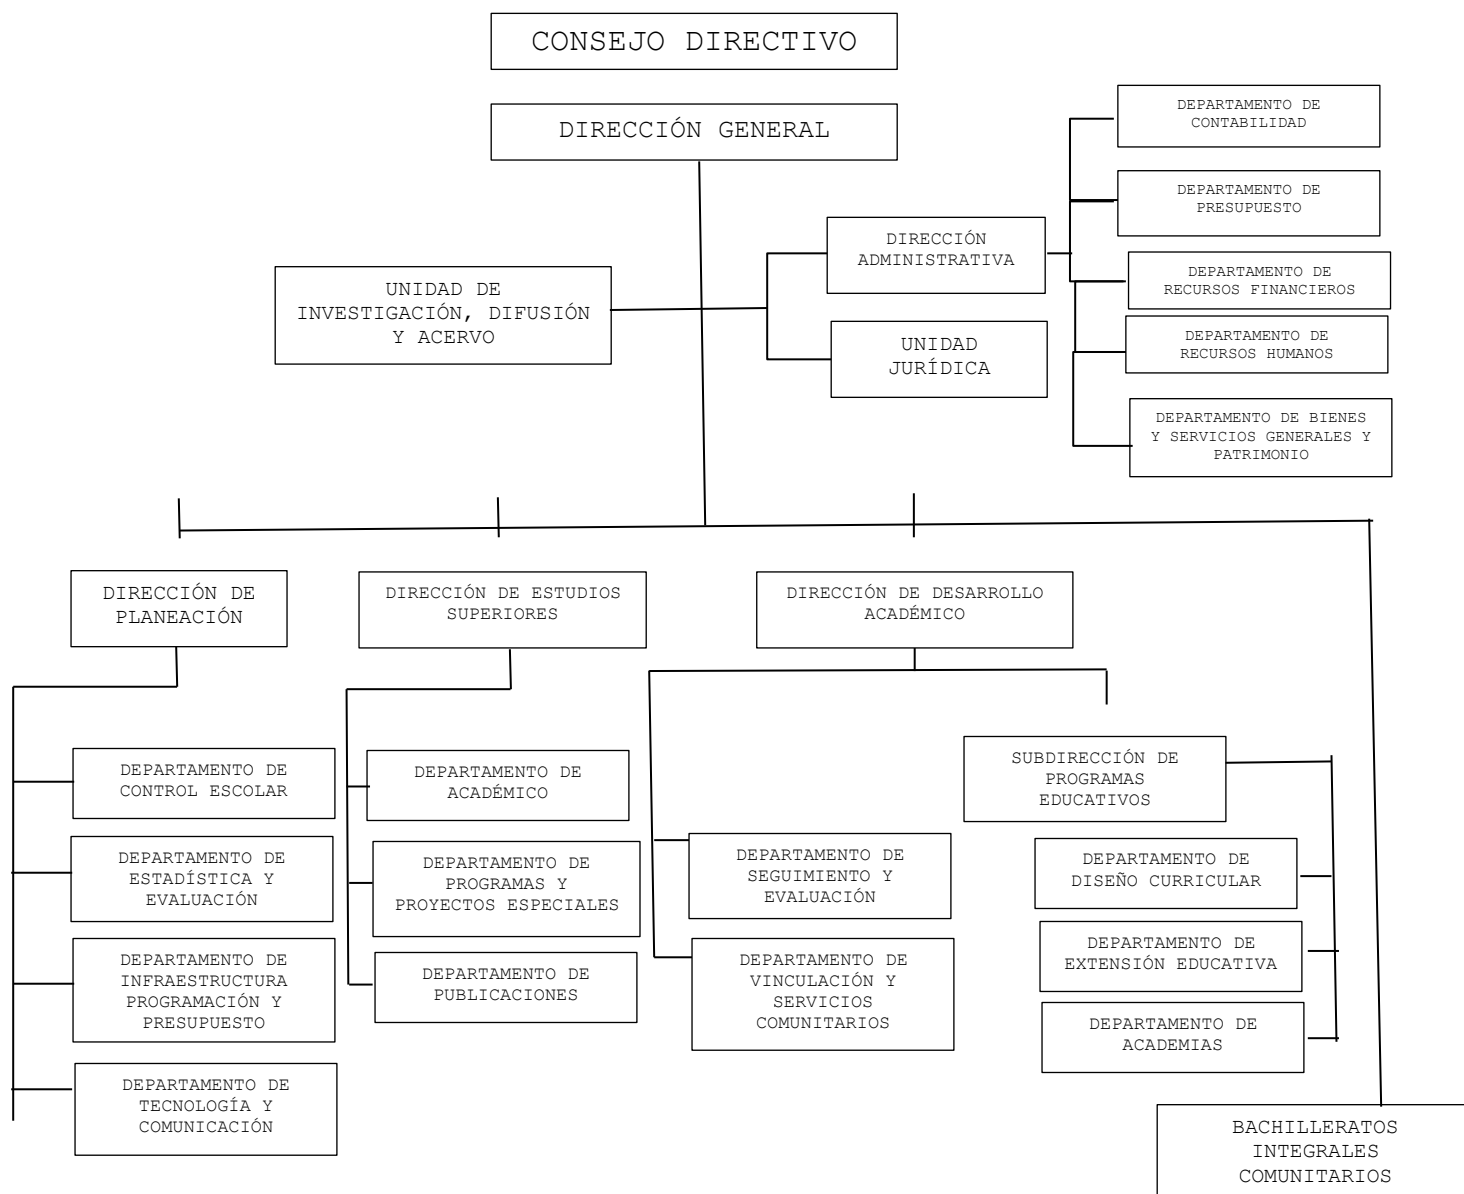 CONSEJO DIRECTIVO
DIRECCIÓN GENERAL
DEPARTAMENTO DE
CONTABILIDAD
DEPARTAMENTO DE
PRESUPUESTO
DIRECCIÓN
ADMINISTRATIVA
DEPARTAMENTO DE
RECURSOS FINANCIEROS
UNIDAD DE
INVESTIGACIÓN, DIFUSIÓN
Y ACERVO
UNIDAD
JURÍDICA
DEPARTAMENTO DE
RECURSOS HUMANOS
DEPARTAMENTO DE BIENES
Y SERVICIOS GENERALES Y
PATRIMONIO
DIRECCIÓN DE
PLANEACIÓN
DIRECCIÓN DE ESTUDIOS
SUPERIORES
DIRECCIÓN DE DESARROLLO
ACADÉMICO
DEPARTAMENTO DE
CONTROL ESCOLAR
DEPARTAMENTO DE
ESTADÍSTICA Y
EVALUACIÓN
DEPARTAMENTO DE
INFRAESTRUCTURA
PROGRAMACIÓN Y
PRESUPUESTO
DEPARTAMENTO DE
TECNOLOGÍA Y
COMUNICACIÓN
DEPARTAMENTO DE
ACADÉMICO
DEPARTAMENTO DE
PROGRAMAS Y
PROYECTOS ESPECIALES
DEPARTAMENTO DE
PUBLICACIONES
DEPARTAMENTO DE
SEGUIMIENTO Y
EVALUACIÓN
DEPARTAMENTO DE
VINCULACIÓN Y
SERVICIOS
COMUNITARIOS
SUBDIRECCIÓN DE
PROGRAMAS
EDUCATIVOS
DEPARTAMENTO DE
DISEÑO CURRICULAR
DEPARTAMENTO DE
EXTENSIÓN EDUCATIVA
DEPARTAMENTO DE
ACADEMIAS
BACHILLERATOS
INTEGRALES
COMUNITARIOS